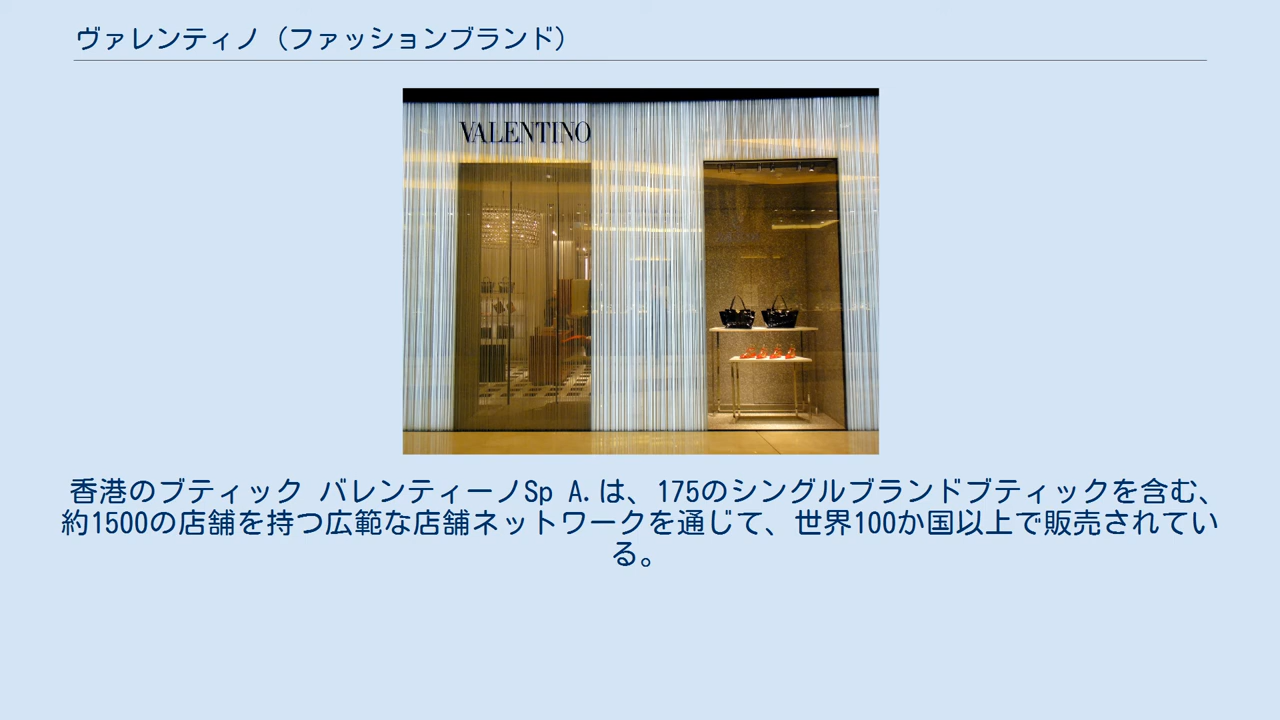 ヴァレンティノ（ファッションブランド）
VALENTINO
香港のブティック バレンティーノSp A.は、175のシングルブランドブティックを含む、
約1500の店舗を持つ広範な店舗ネットワークを通じて、世界100か国以上で販売されてい
る。